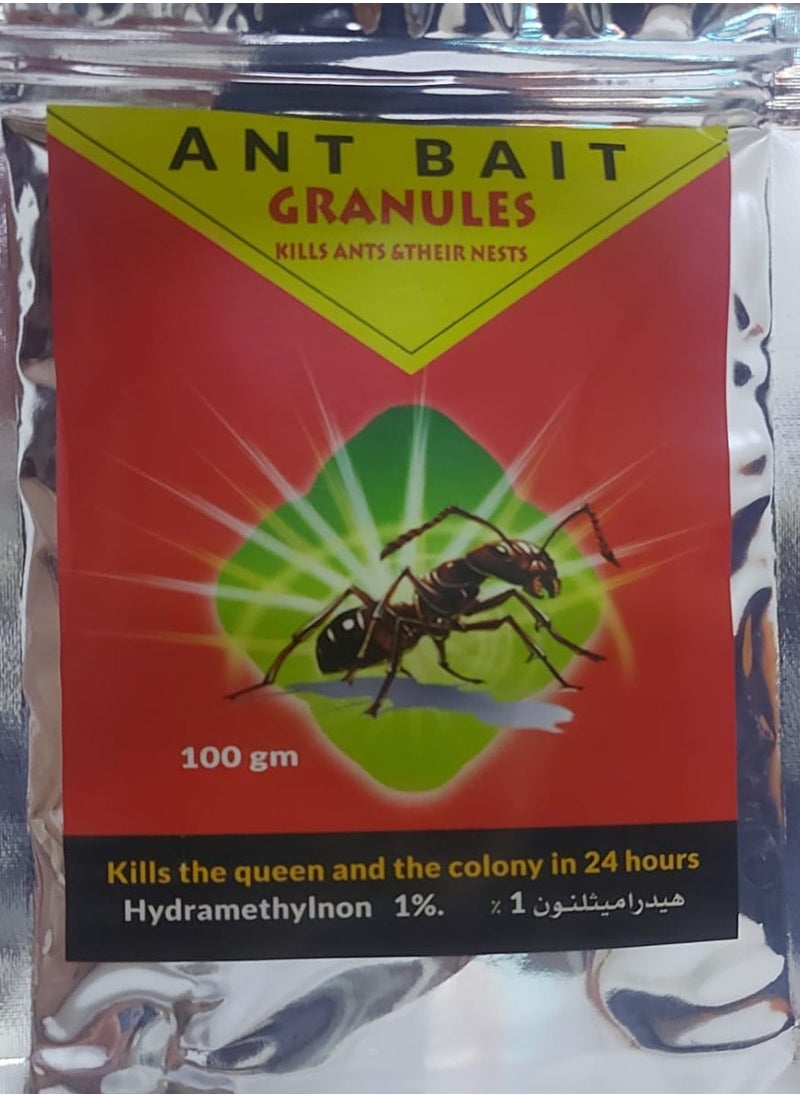 ANT BAIT
GRANULES
KILLS ANTS &THEIR NESTS
100 gm
Kills the queen and the colony in 24 hours
Hydramethylnon 1%. هيدراميثلنون 1 ٪